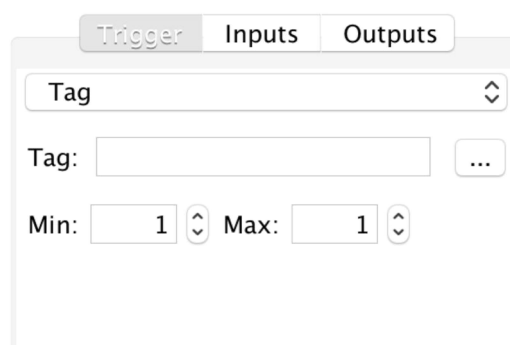 Trigger Inputs Outputs
Tag
Tag: ...
Min: 1 Max: 1